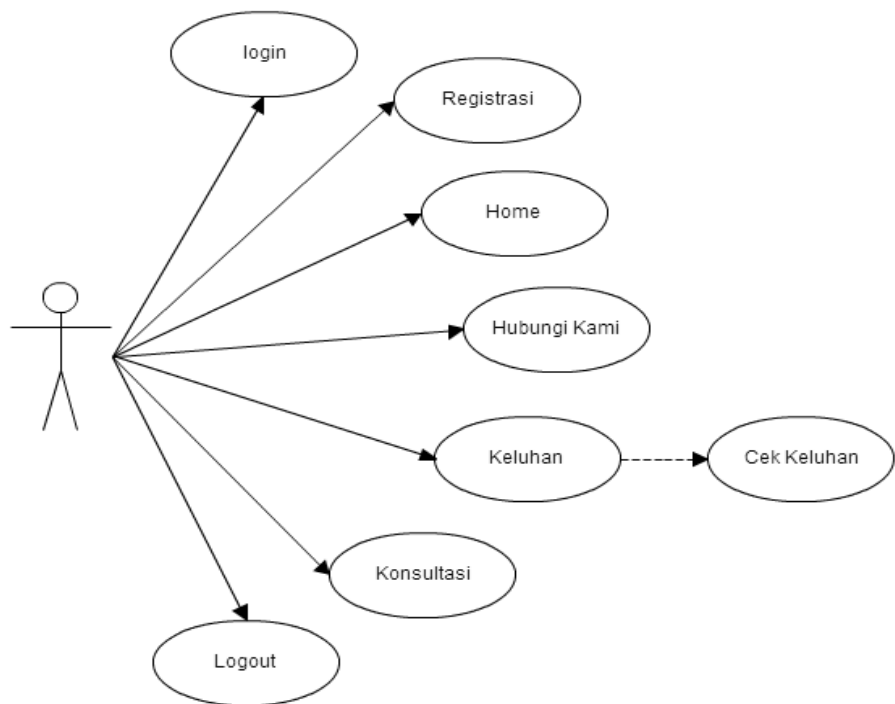 login
Registrasi
Home
Hubungi Kami
Keluhan
Cek Keluhan
Konsultasi
Logout